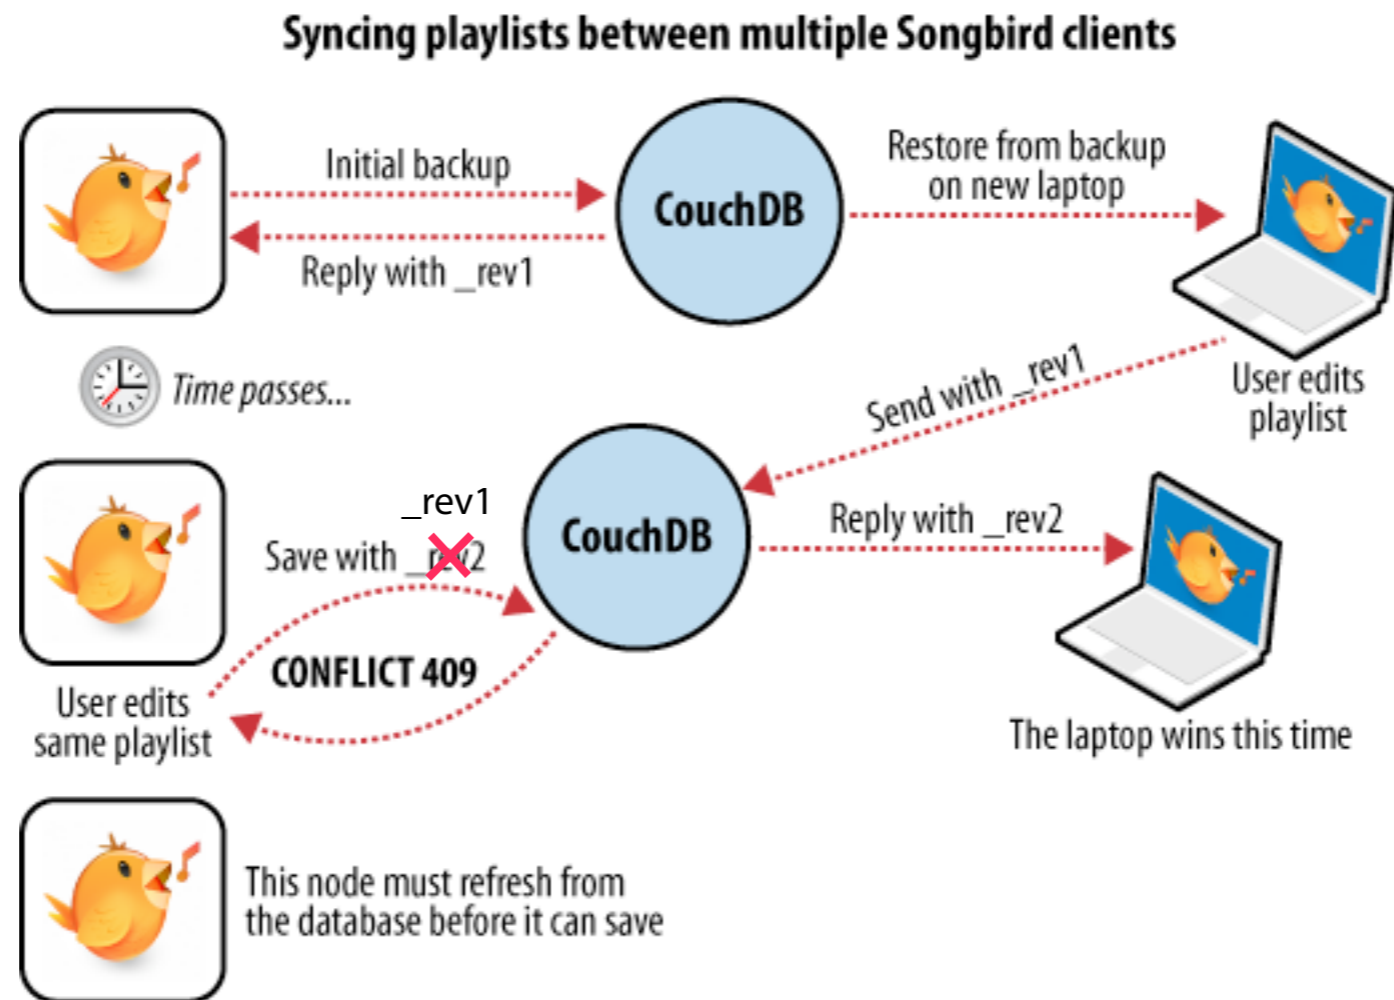 Syncing playlists between multiple Songbird clients
Initial backup
CouchDB
Restore from backup
on new laptop
Reply with _rev1
Time passes...
Send with _rev1
User edits
playlist
_rev1
Save with _rev2
CouchDB
Reply with _rev2
CONFLICT 409
User edits
same playlist
The laptop wins this time
This node must refresh from
the database before it can save